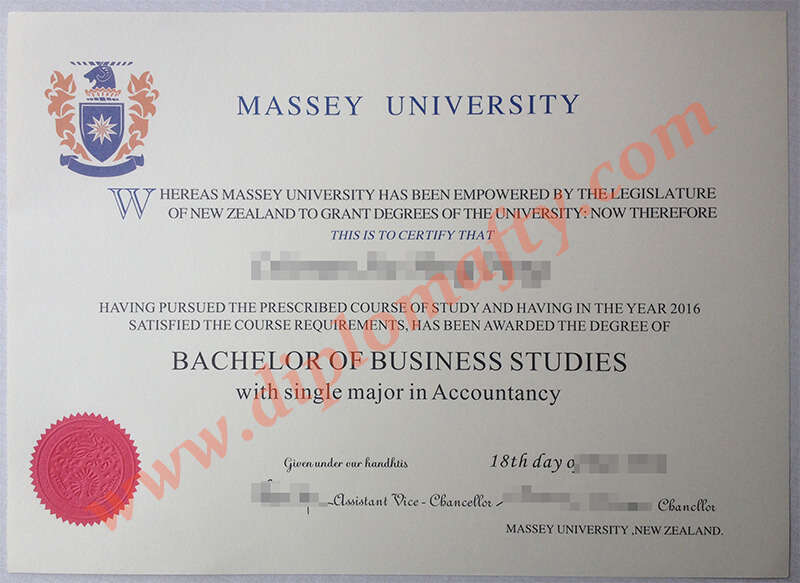 MASSEY UNIVERSITY
WHEREAS MASSEY UNIVERSITY HAS BEEN EMPOWERED BY THE LEGISLATURE
OF NEW ZEALAND TO GRANT DEGREES OF THE UNIVERSITY: NOW THEREFORE
THIS IS TO CERTIFY THAT
HAVING PURSUED THE PRESCRIBED COURSE OF STUDY AND HAVING IN THE YEAR 2016
SATISFIED THE COURSE REQUIREMENTS, HAS BEEN AWARDED THE DEGREE OF
BACHELOR OF BUSINESS STUDIES
with single major in Accountancy
Given under our handhtis
18th day
Assistant Vice - Chancellor
Chancllor
MASSEY UNIVERSITY ,NEW ZEALAND.
www.diplomafty.com